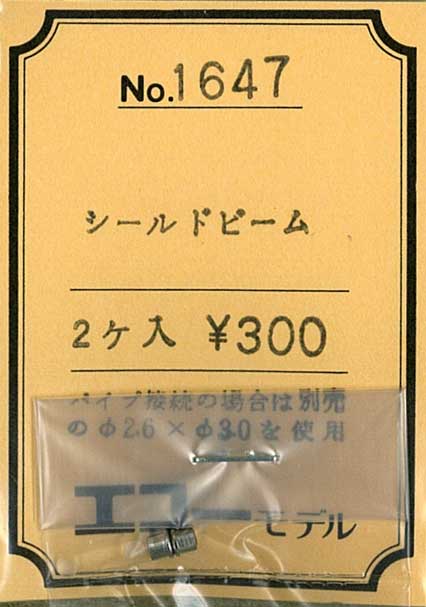 No.1647
シールドビーム
2ケ入 ¥300
パイプ接続の場合は別売
のφ2.6×φ3.0を使用
エコーモデル